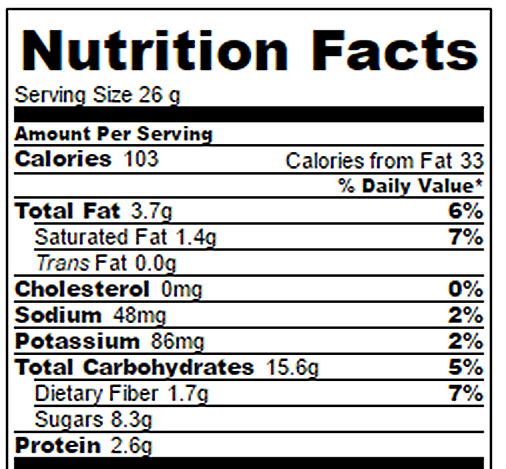 Nutrition Facts
Serving Size 26 g
Amount Per Serving
Calories 103 Calories from Fat 33
% Daily Value*
Total Fat 3.7g 6%
Saturated Fat 1.4g 7%
Trans Fat 0.0g
Cholesterol 0mg 0%
Sodium 48mg 2%
Potassium 86mg 2%
Total Carbohydrates 15.6g 5%
Dietary Fiber 1.7g 7%
Sugars 8.3g
Protein 2.6g